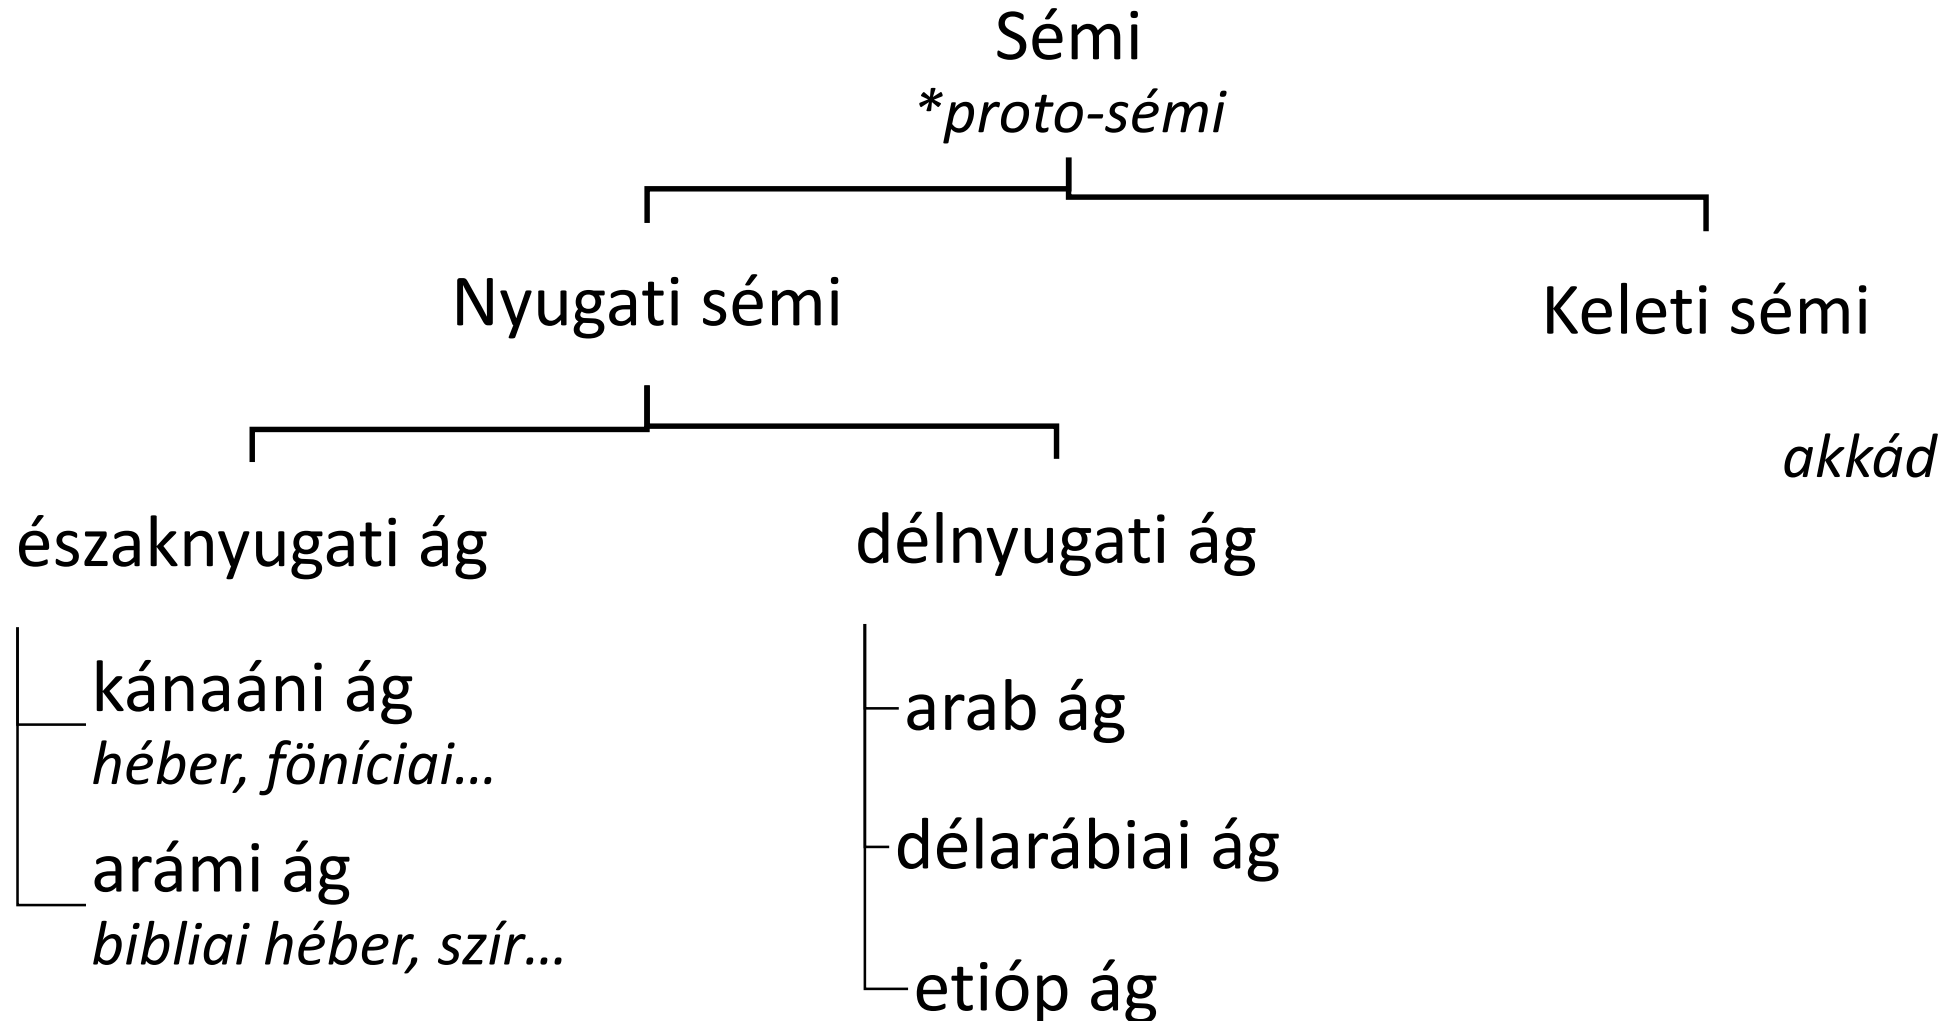 Sémi
*proto-sémi
Nyugati sémi
Keleti sémi
akkád
északnyugati ág
kánaáni ág
héber, föníciai...
arámi ág
bibliai héber, szír...
délnyugati ág
arab ág
délarábiai ág
etióp ág